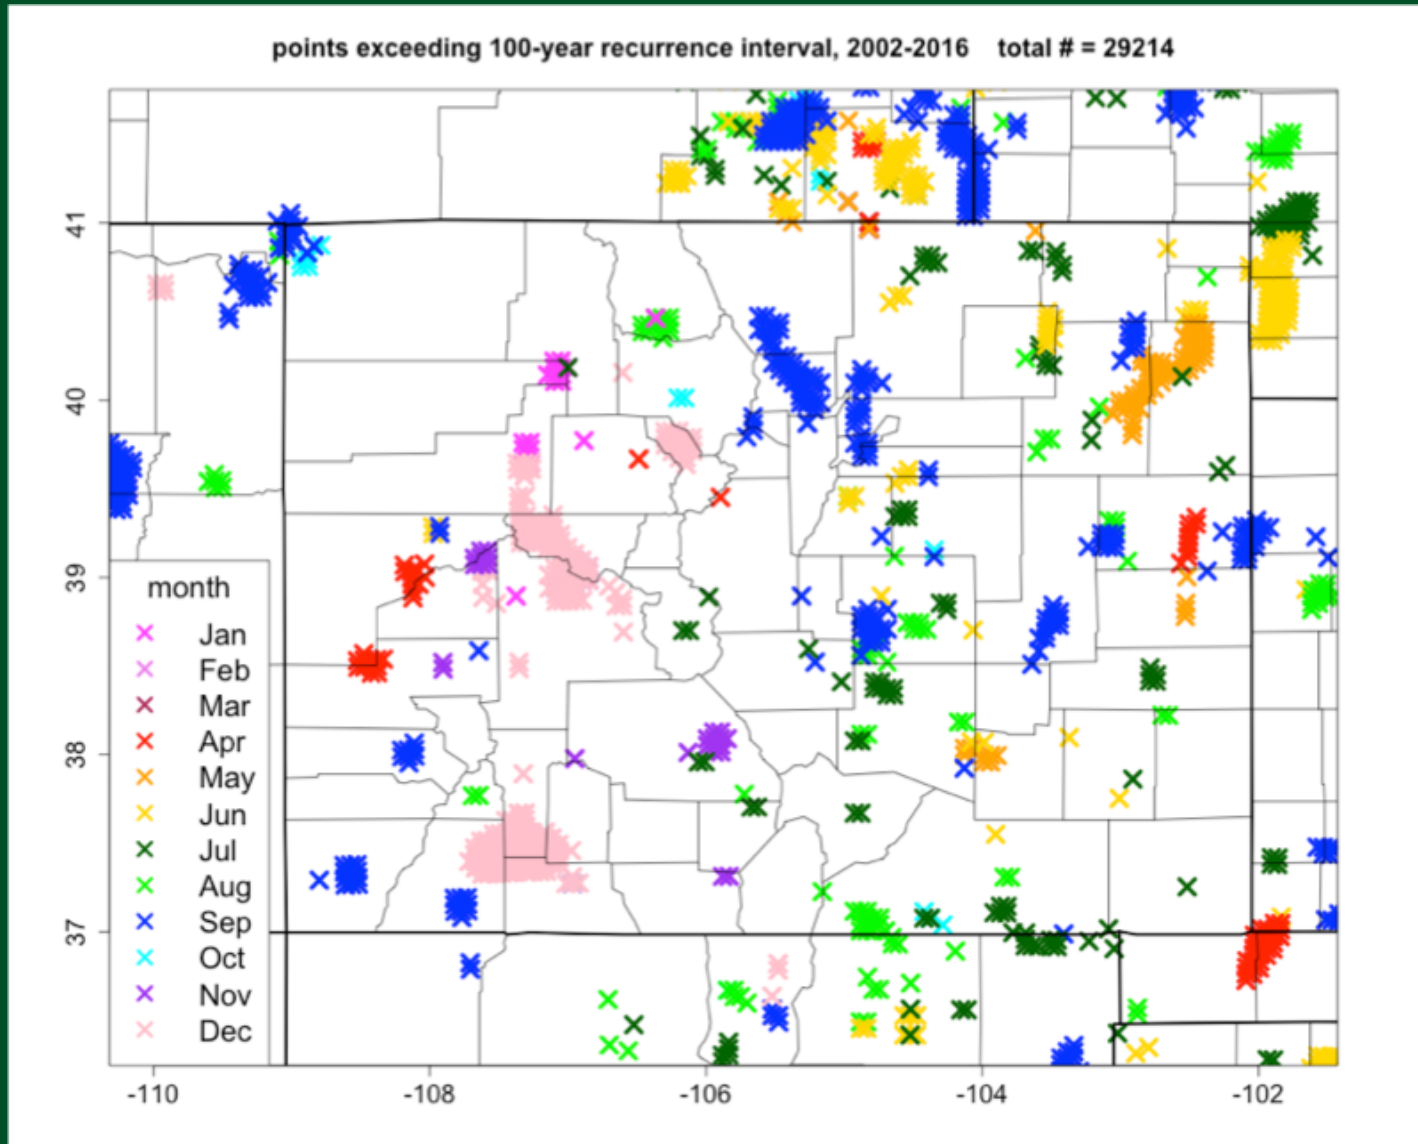 points exceeding 100-year recurrence interval, 2002-2016 total # = 29214
41
40
39
38
37
month
Jan
Feb
Mar
Apr
May
Jun
Jul
Aug
Sep
Oct
Nov
Dec
-110 -108 -106 -104 -102